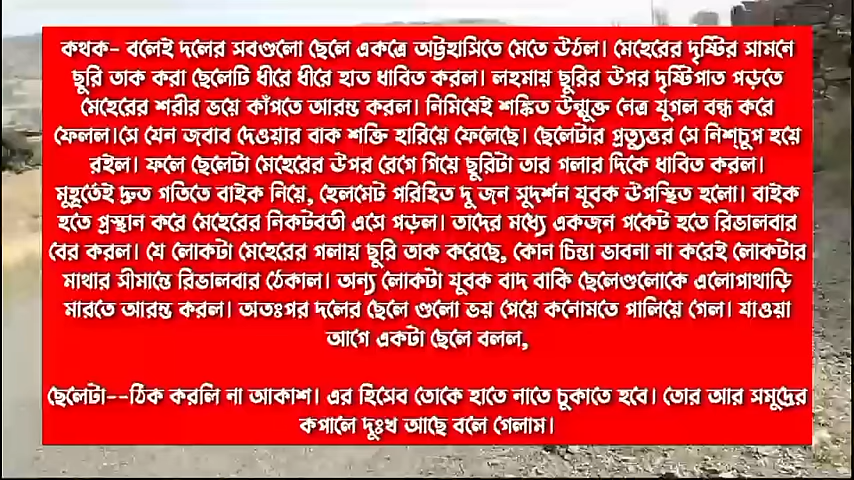 কথক- বলেই দলের সবগুলো ছেলে একত্রে অট্টহাসিতে মেতে উঠল। মেহেরের দৃষ্টির সামনে
ছুরি তাক করা ছেলেটি ধীরে ধীরে হাত ধাবিত করল। লহমায় ছুরির উপর দৃষ্টিপাত পড়তে
মেহেরের শরীর ভয়ে কাঁপতে আরম্ভ করল। নিমিষেই শঙ্কিত উন্মুক্ত নেত্র যুগল বন্ধ করে
ফেলল।সে যেন জবাব দেওয়ার বাক শক্তি হারিয়ে ফেলেছে। ছেলেটার প্রত্যুত্তর সে নিশ্চুপ হয়ে
রইল। ফলে ছেলেটা মেহেরের উপর রেগে গিয়ে ছুরিটা তার গলার দিকে ধাবিত করল।
মূহূর্তেই দ্রুত গতিতে বাইক নিয়ে, হেলমেট পরিহিত দু জন সুদর্শন যুবক উপস্থিত হলো। বাইক
হতে প্রস্থান করে মেহেরের নিকটবর্তী এসে পড়ল। তাদের মধ্যে একজন পকেট হতে রিভালবার
বের করল। যে লোকটা মেহেরের গলায় ছুরি তাক করেছে, কোন চিন্তা ভাবনা না করেই লোকটার
মাথার সীমান্তে রিভালবার ঠেকাল। অন্য লোকটা যুবক বাদ বাকি ছেলেগুলোকে এলোপাথাড়ি
মারতে আরম্ভ করল। অতঃপর দলের ছেলে গুলো ভয় পেয়ে কনোমতে পালিয়ে গেল। যাওয়া
আগে একটা ছেলে বলল,
ছেলেটা--ঠিক করলি না আকাশ। এর হিসেব তোকে হাতে নাতে চুকাতে হবে। তোর আর সমুদ্রের
কপালে দুঃখ আছে বলে গেলাম।